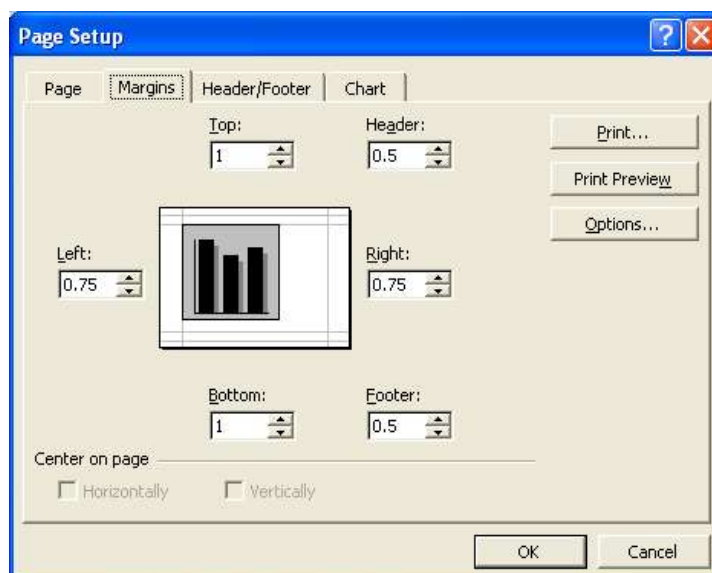 Page Setup
Page Margins Header/Footer Chart
Top: Header:
1 0.5
Print...
Print Preview
Options...
Left: Right:
0.75 0.75
Bottom: Footer:
1 0.5
Center on page
Horizontally Vertically
OK Cancel